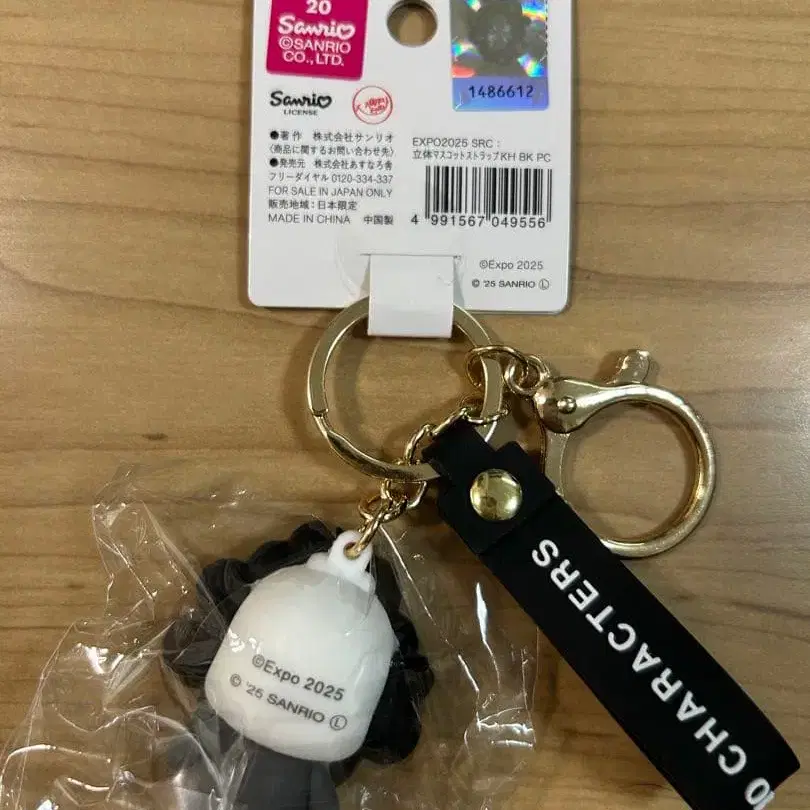 20
Sanrio
©SANRIO
CO., LTD.
1486612
Sanrio
LICENSE
●著作 株式会社サンリオ
〈商品に関するお問い合わせ先〉
●発売元 株式会社あすなろ舎
フリーダイヤル 0120-334-337
FOR SALE IN JAPAN ONLY
販売地域：日本限定
MADE IN CHINA 中国製
EXPO2025 SRC：
立体マスコットストラップKH BK PC
4 991567 049556
©Expo 2025
© '25 SANRIO Ⓛ
©Expo 2025
© '25 SANRIO Ⓛ
O CHARACTERS